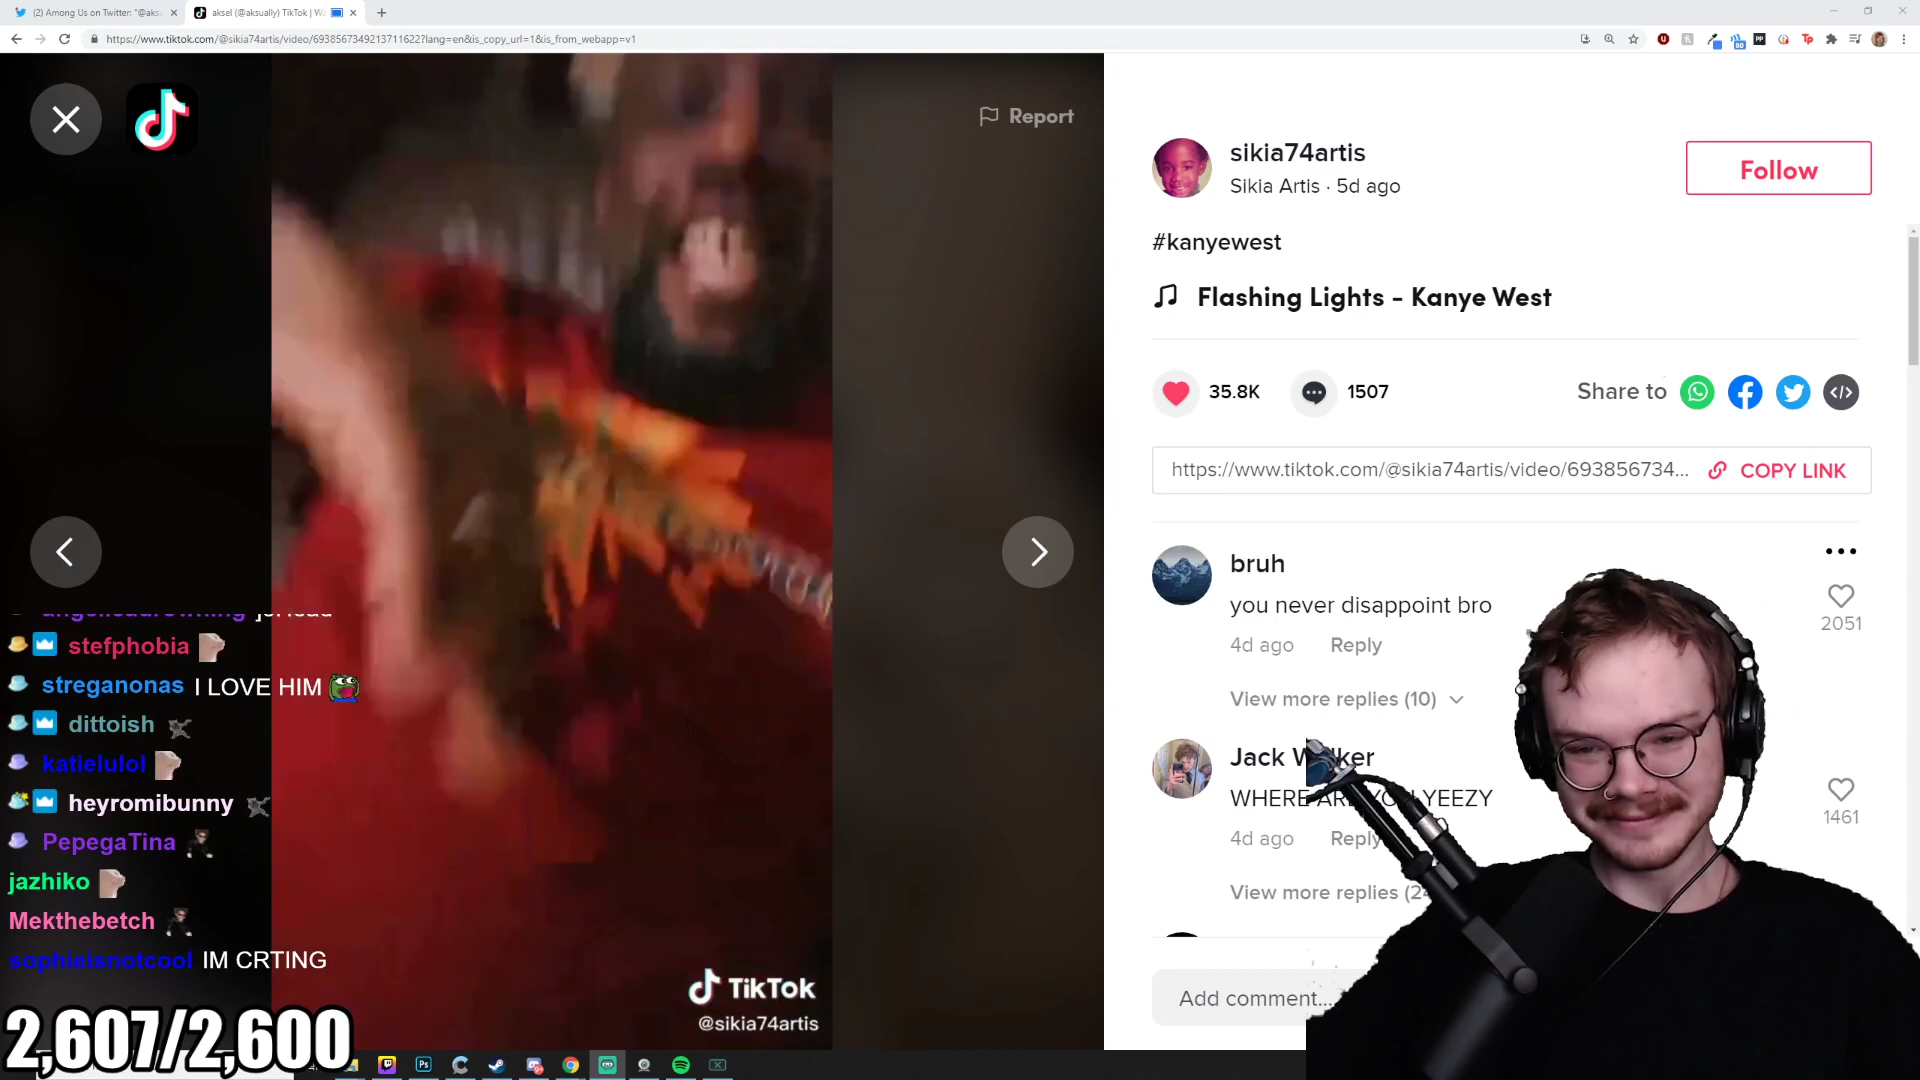 (2) Among Us on Twitter: "@aks
aksel (@aksually) TikTok | W
https://www.tiktok.com/@sikia74artis/video/6938567349213711622?lang=en&is_copy_url=1&is_from_webapp=v1
Report
sikia74artis
Sikia Artis · 5d ago
Follow
#kanyewest
Flashing Lights - Kanye West
35.8K
1507
Share to
https://www.tiktok.com/@sikia74artis/video/693856734...
COPY LINK
bruh
you never disappoint bro
2051
4d ago
Reply
View more replies (10)
Jack
WHERE ARE YOU YEEZY
1461
4d ago
Reply
View more replies
Add comment...
stefphobia
streganonas I LOVE HIM
dittoish
katielulol
heyromibunny
PepegaTina
jazhiko
Mekthebetch
sophieisnotcool IM CRTING
2,607/2,600
TikTok
@sikia74artis